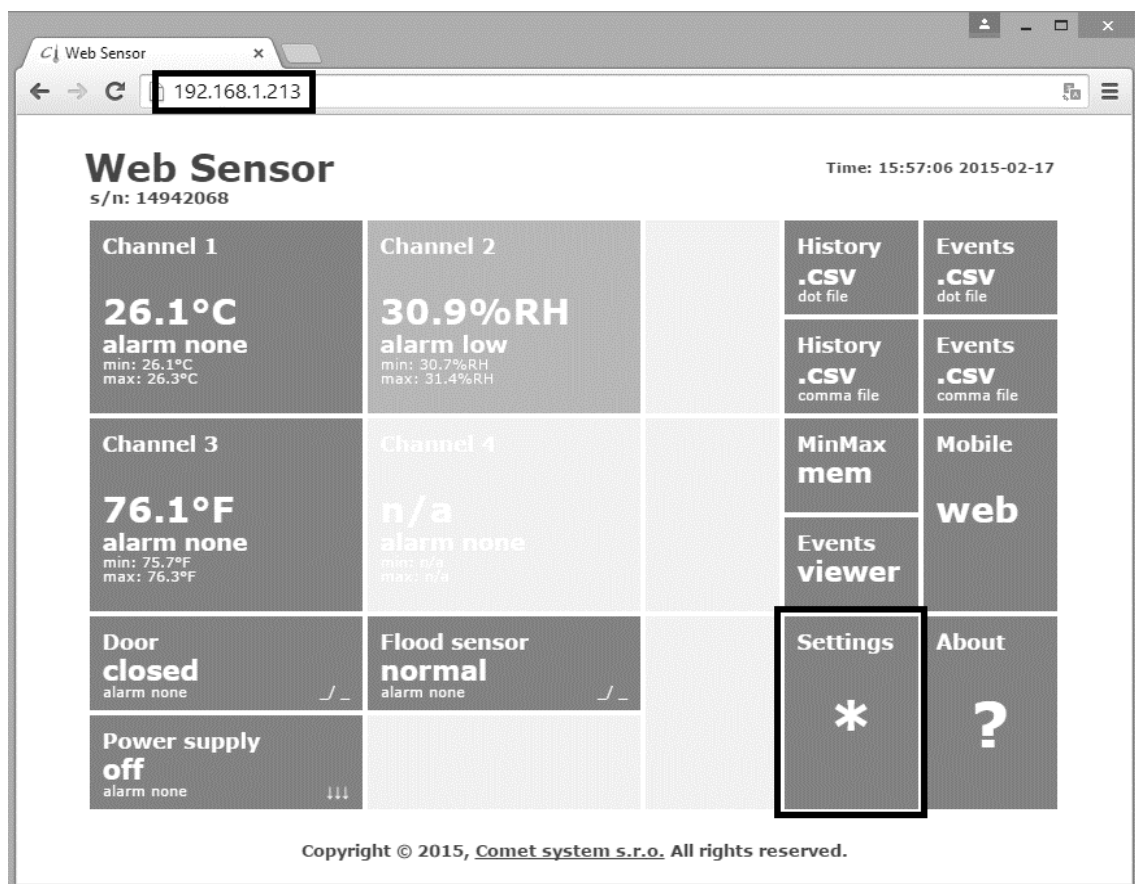 Web Sensor
192.168.1.213
Web Sensor
s/n: 14942068
Time: 15:57:06 2015-02-17
Channel 1
26.1°C
alarm none
min: 26.1°C
max: 26.3°C
Channel 2
30.9%RH
alarm low
min: 30.7%RH
max: 31.4%RH
History
.csv
dot file
Events
.csv
dot file
History
.csv
comma file
Events
.csv
comma file
Channel 3
76.1°F
alarm none
min: 75.7°F
max: 76.3°F
Channel 4
n/a
alarm none
min: n/a
max: n/a
MinMax
mem
Mobile
web
Events
viewer
Door
closed
alarm none
_/ _
Flood sensor
normal
alarm none
_/ _
Settings
*
About
?
Power supply
off
alarm none
↓↓↓
Copyright © 2015, Comet system s.r.o. All rights reserved.